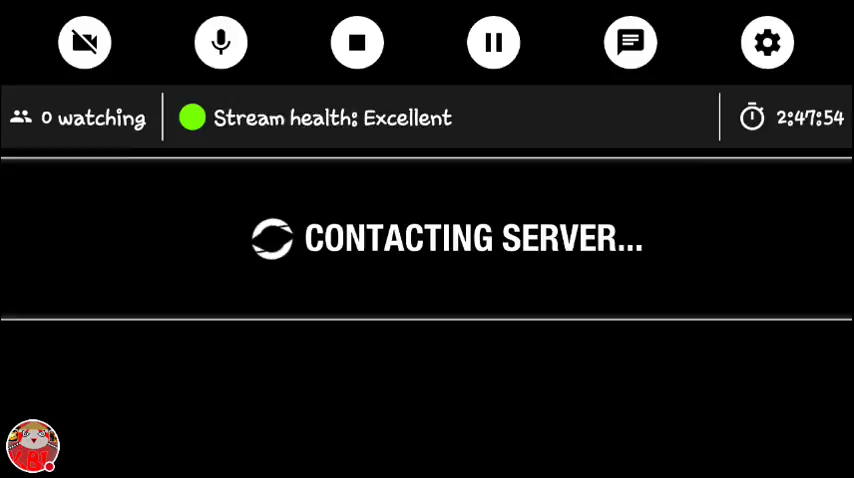 0 watching
Stream health: Excellent
2:47:54
CONTACTING SERVER...